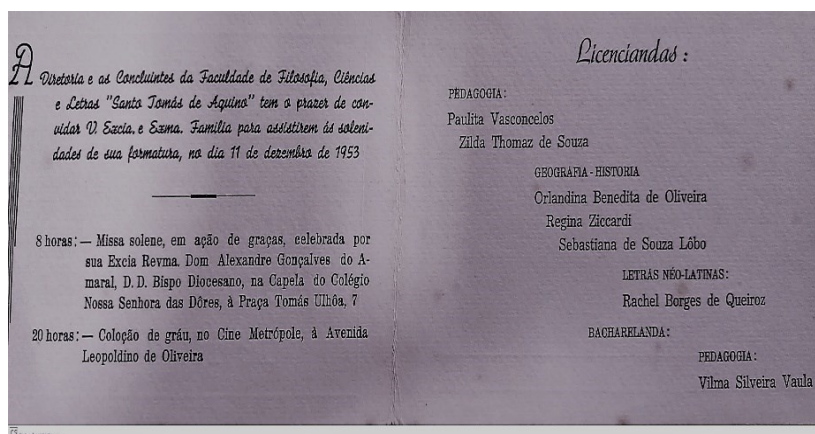 A Diretoria e as Concluintes da Faculdade de Filosofia, Ciências
e Letras "Santo Tomás de Aquino" tem o prazer de con-
vidar V. Excia. e Exma. Familia para assistirem ás soleni-
dades de sua formatura, no dia 11 de dezembro de 1953
8 horas: — Missa solene, em ação de graças, celebrada por
sua Excia Revma. Dom Alexandre Gonçalves do A-
maral, D. D. Bispo Diocesano, na Capela do Colégio
Nossa Senhora das Dôres, à Praça Tomás Ulhôa, 7
20 horas: — Coloção de gráu, no Cine Metrópole, à Avenida
Leopoldino de Oliveira
Licenciandas :
PEDAGOGIA:
Paulita Vasconcelos
Zilda Thomaz de Souza
GEOGRAFIA - HISTORIA
Orlandina Benedita de Oliveira
Regina Ziccardi
Sebastiana de Souza Lôbo
LETRAS NÉO-LATINAS:
Rachel Borges de Queiroz
BACHARELANDA:
PEDAGOGIA:
Vilma Silveira Vaula